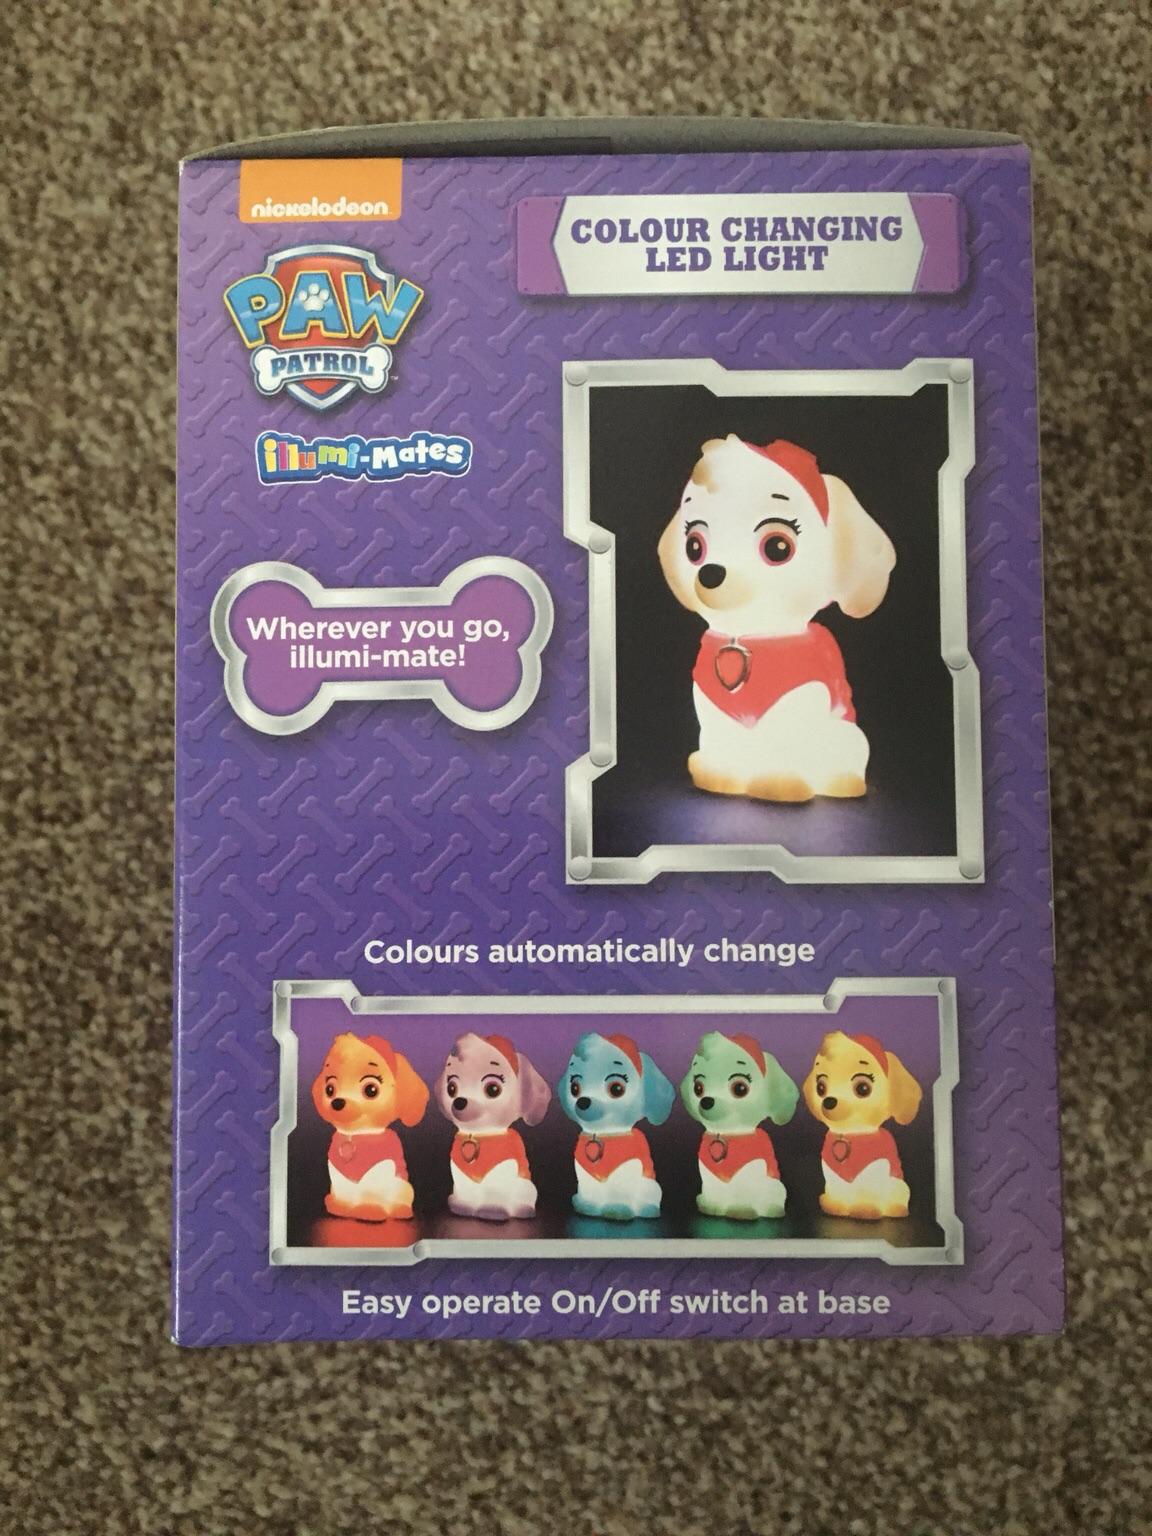 nickelodeon
COLOUR CHANGING
LED LIGHT
PAW
PATROL
TM
illumi-Mates
Wherever you go,
illumi-mate!
Colours automatically change
Easy operate On/Off switch at base